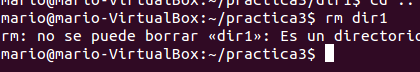 mario@mario-VirtualBox:~/practica3/dir1$ cd ..
mario@mario-VirtualBox:~/practica3$ rm dir1
rm: no se puede borrar «dir1»: Es un directorio
mario@mario-VirtualBox:~/practica3$